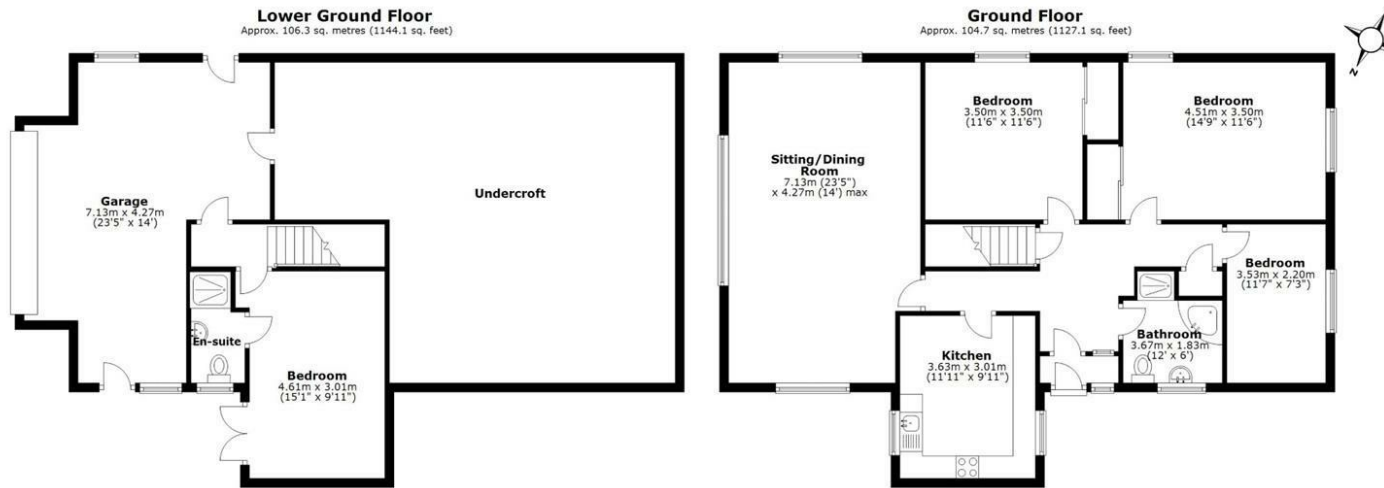 Lower Ground Floor
Approx. 106.3 sq. metres (1144.1 sq. feet)
Garage
7.13m x 4.27m
(23'5" x 14')
Undercroft
En-suite
Bedroom
4.61m x 3.01m
(15'1" x 9'11")
Ground Floor
Approx. 104.7 sq. metres (1127.1 sq. feet)
N
Sitting/Dining
Room
7.13m (23'5")
x 4.27m (14') max
Bedroom
3.50m x 3.50m
(11'6" x 11'6")
Bedroom
4.51m x 3.50m
(14'9" x 11'6")
Bedroom
3.53m x 2.20m
(11'7" x 7'3")
Kitchen
3.63m x 3.01m
(11'11" x 9'11")
Bathroom
3.67m x 1.83m
(12' x 6')